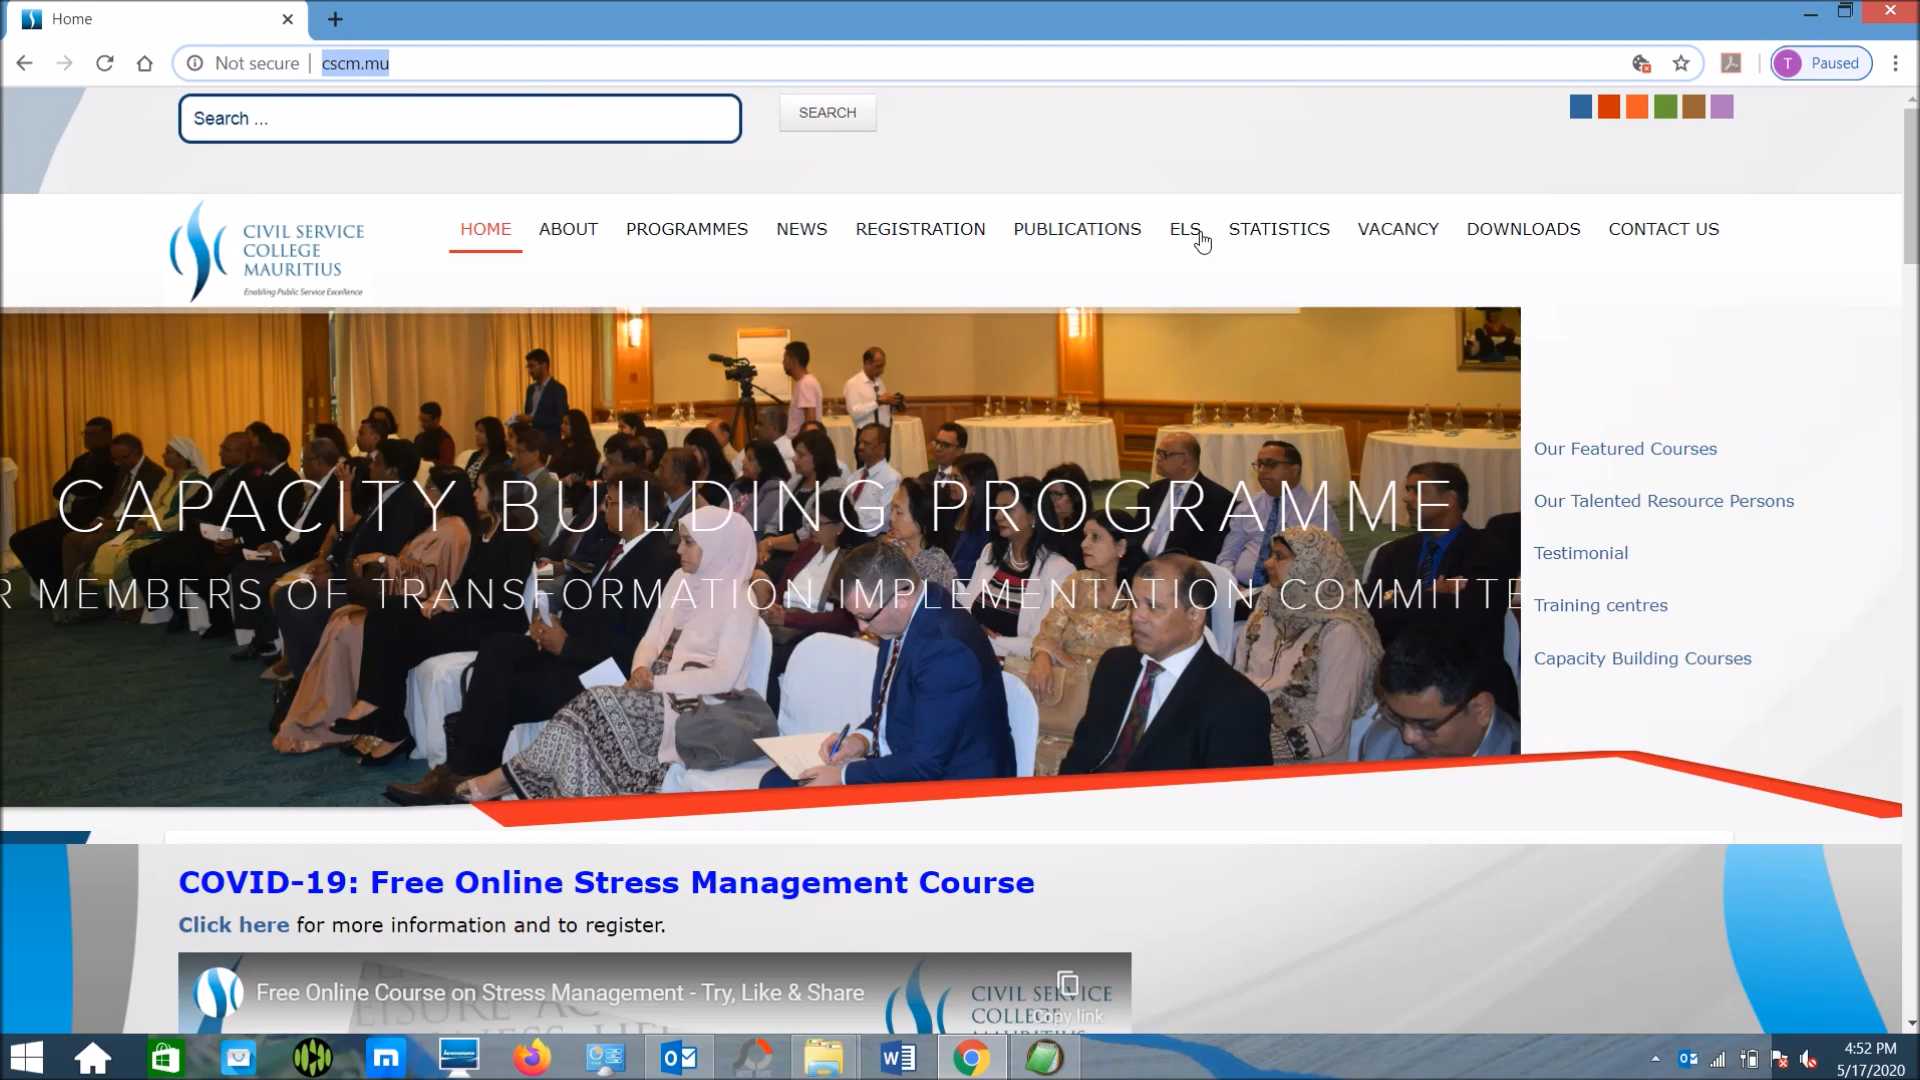 Home
Not secure
cscm.mu
T Paused
Search ...
SEARCH
CIVIL SERVICE
COLLEGE
MAURITIUS
Enabling Public Service Excellence
HOME ABOUT PROGRAMMES NEWS REGISTRATION PUBLICATIONS ELS STATISTICS VACANCY DOWNLOADS CONTACT US
CAPACITY BUILDING PROGRAMME
R MEMBERS OF TRANSFORMATION IMPLEMENTATION COMMITTE
Our Featured Courses
Our Talented Resource Persons
Testimonial
Training centres
Capacity Building Courses
COVID-19: Free Online Stress Management Course
Click here for more information and to register.
Free Online Course on Stress Management - Try, Like & Share
CIVIL SERVICE
COLLEGE
Copy link
4:52 PM
5/17/2020